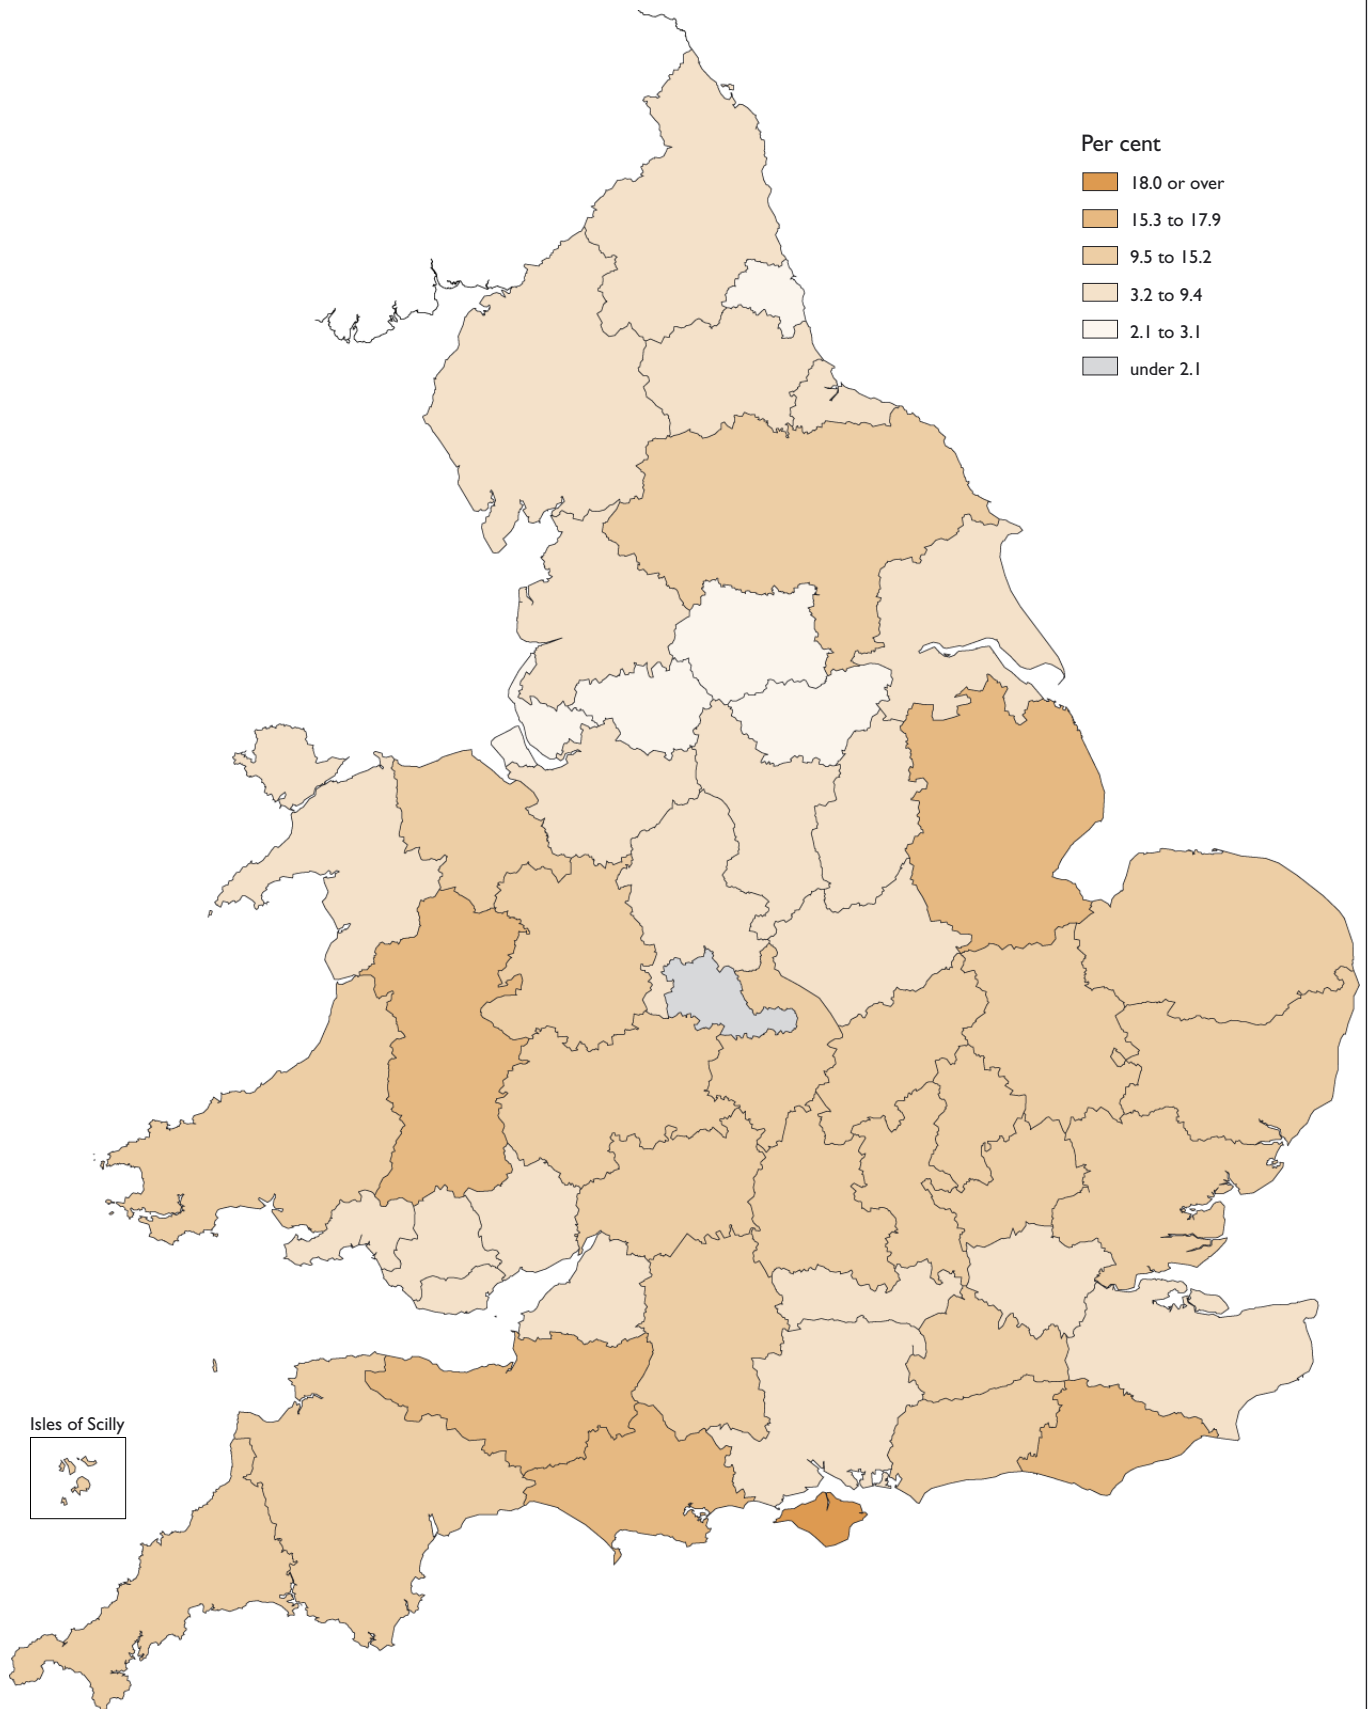 Per cent
18.0 or over
15.3 to 17.9
9.5 to 15.2
3.2 to 9.4
2.1 to 3.1
under 2.1
Isles of Scilly